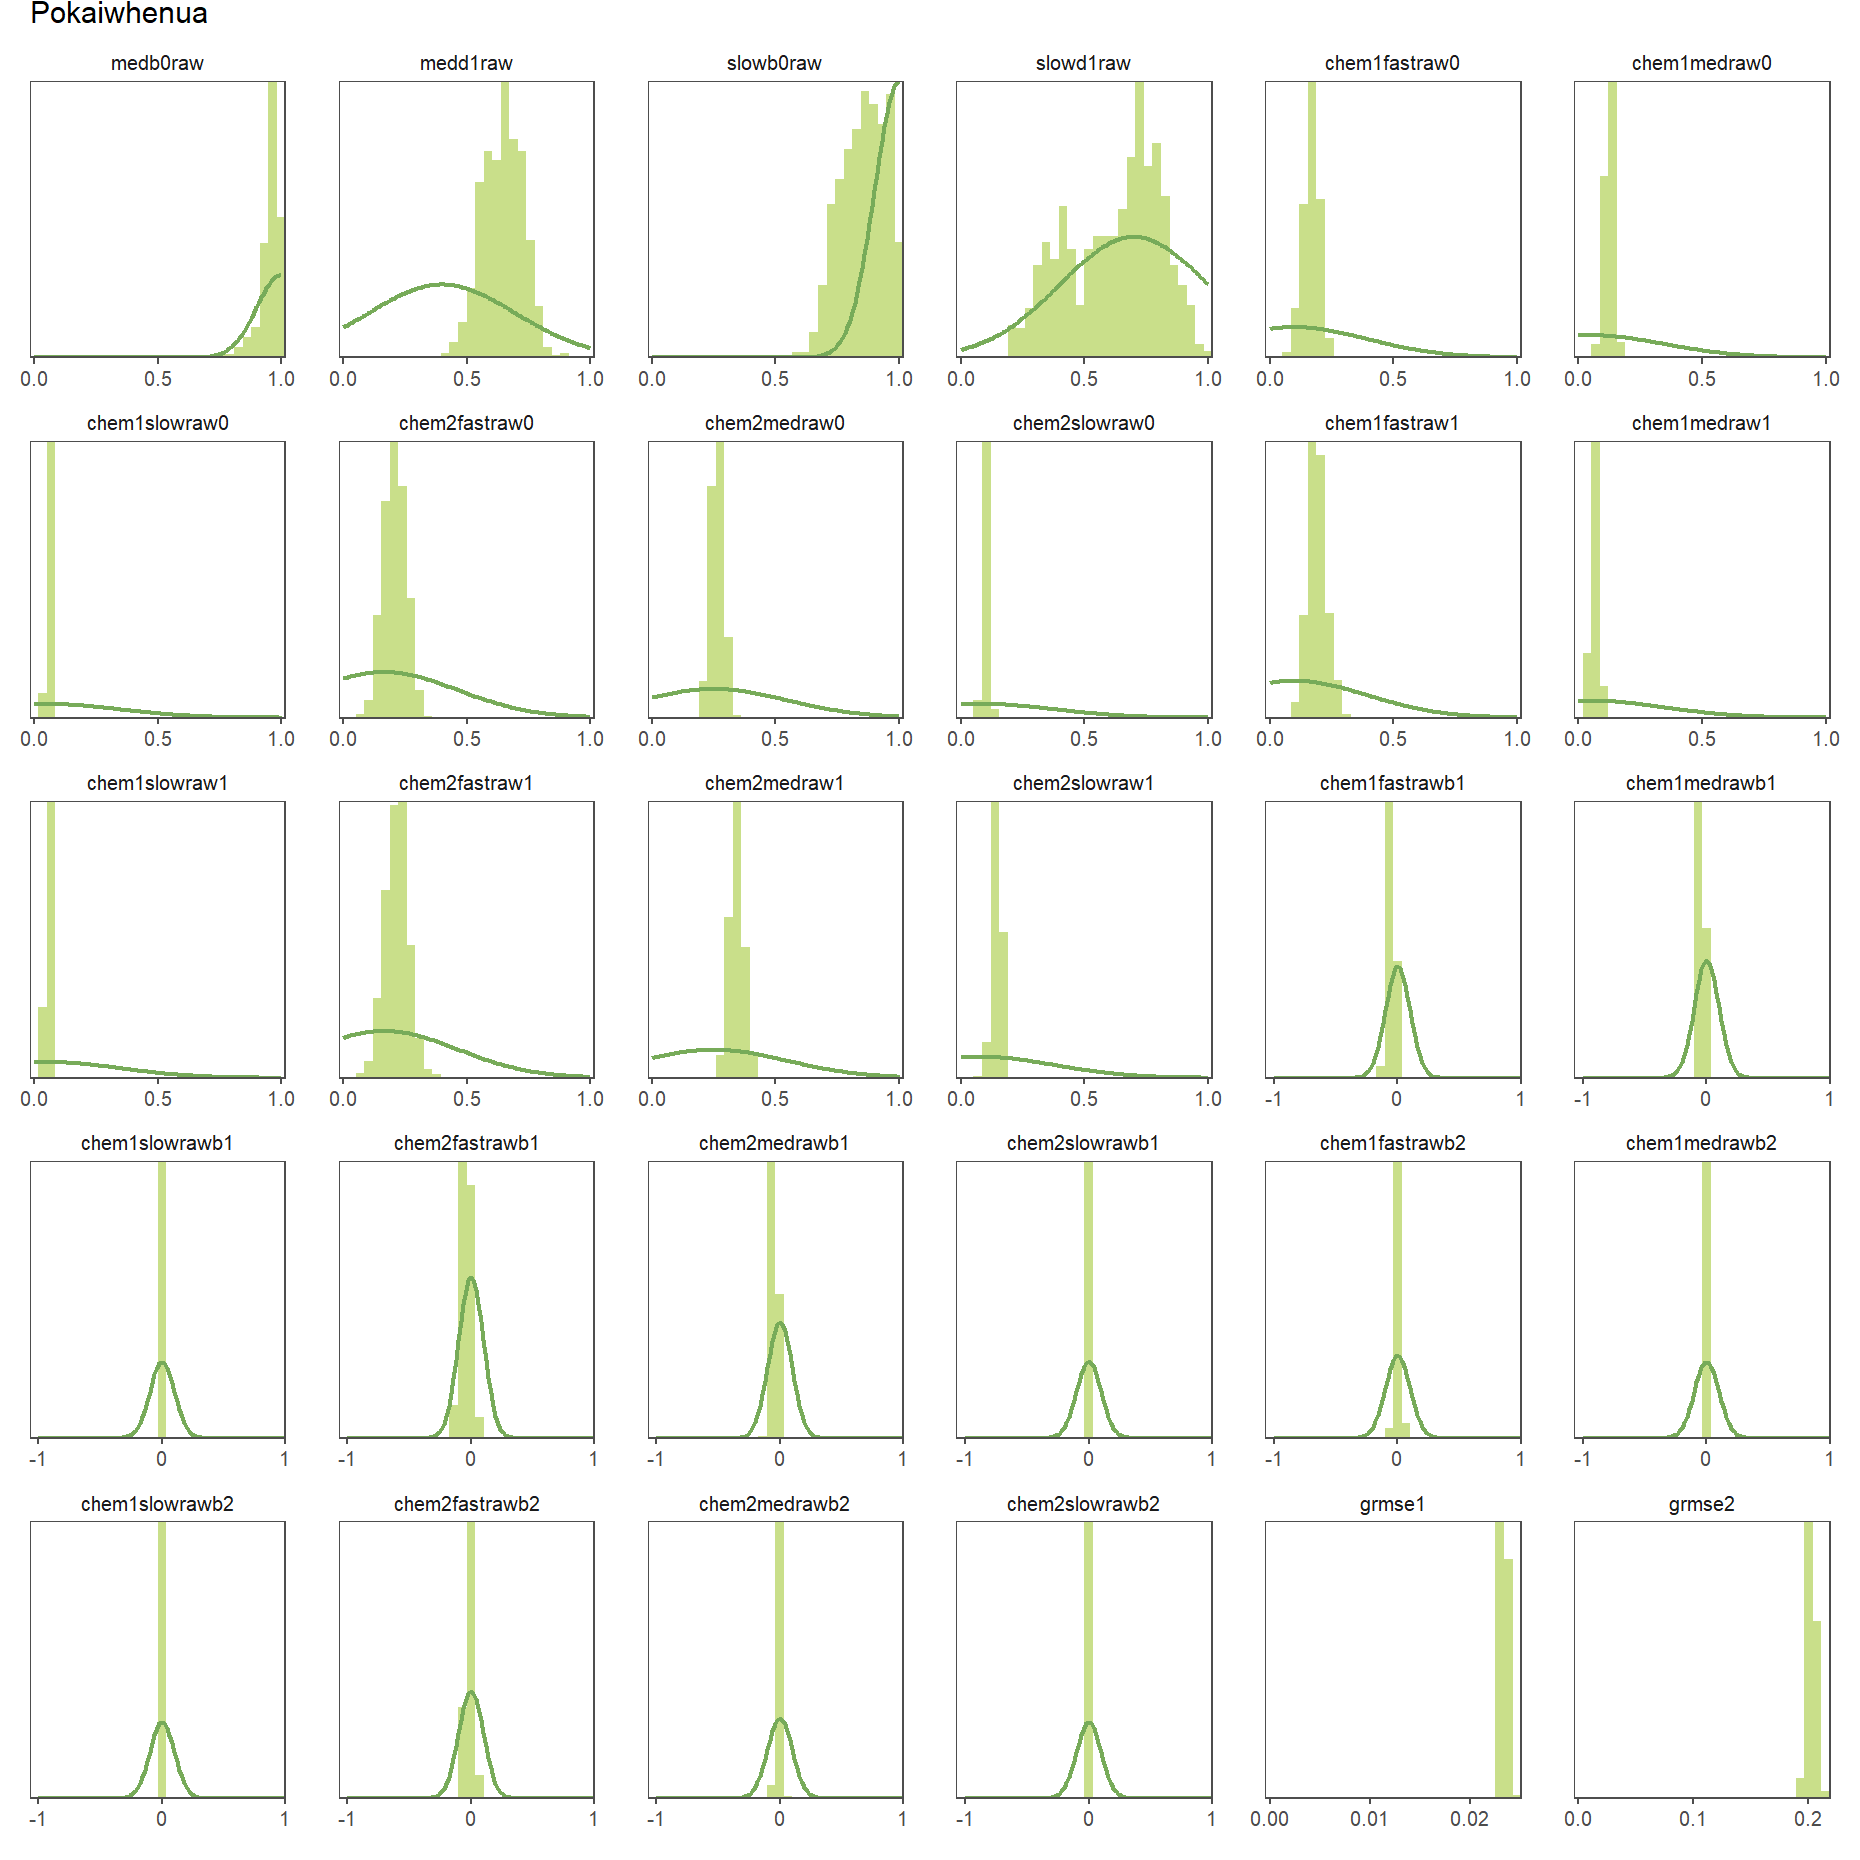 Pokaiwhenua
medb0raw medd1raw slowb0raw slowd1raw chem1fastraw0 chem1medraw0
0.0 0.5 1.0 0.0 0.5 1.0 0.0 0.5 1.0 0.0 0.5 1.0 0.0 0.5 1.0 0.0 0.5 1.0
chem1slowraw0 chem2fastraw0 chem2medraw0 chem2slowraw0 chem1fastraw1 chem1medraw1
0.0 0.5 1.0 0.0 0.5 1.0 0.0 0.5 1.0 0.0 0.5 1.0 0.0 0.5 1.0 0.0 0.5 1.0
chem1slowraw1 chem2fastraw1 chem2medraw1 chem2slowraw1 chem1fastrawb1 chem1medrawb1
0.0 0.5 1.0 0.0 0.5 1.0 0.0 0.5 1.0 0.0 0.5 1.0 -1 0 1 -1 0 1
chem1slowrawb1 chem2fastrawb1 chem2medrawb1 chem2slowrawb1 chem1fastrawb2 chem1medrawb2
-1 0 1 -1 0 1 -1 0 1 -1 0 1 -1 0 1 -1 0 1
chem1slowrawb2 chem2fastrawb2 chem2medrawb2 chem2slowrawb2 grmse1 grmse2
-1 0 1 -1 0 1 -1 0 1 -1 0 1 0.00 0.01 0.02 0.0 0.1 0.2